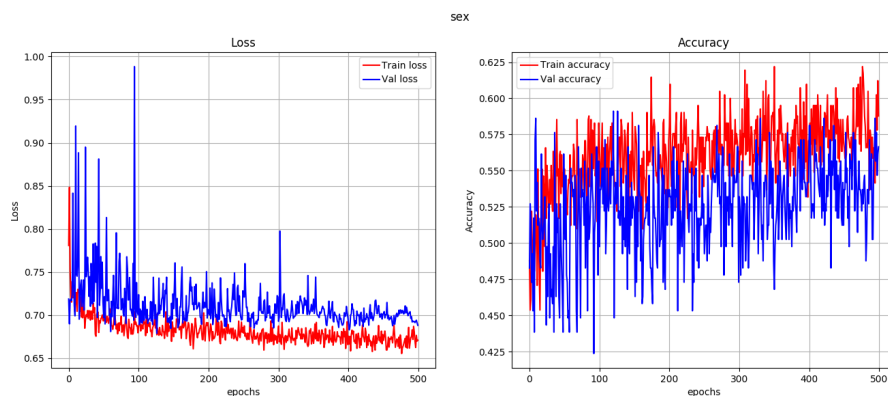 sex
Loss
Train loss
Val loss
1.00
0.95
0.90
0.85
0.80
0.75
0.70
0.65
Loss
0
100
200
300
400
500
epochs
Accuracy
Train accuracy
Val accuracy
0.625
0.600
0.575
0.550
0.525
0.500
0.475
0.450
0.425
Accuracy
0
100
200
300
400
500
epochs